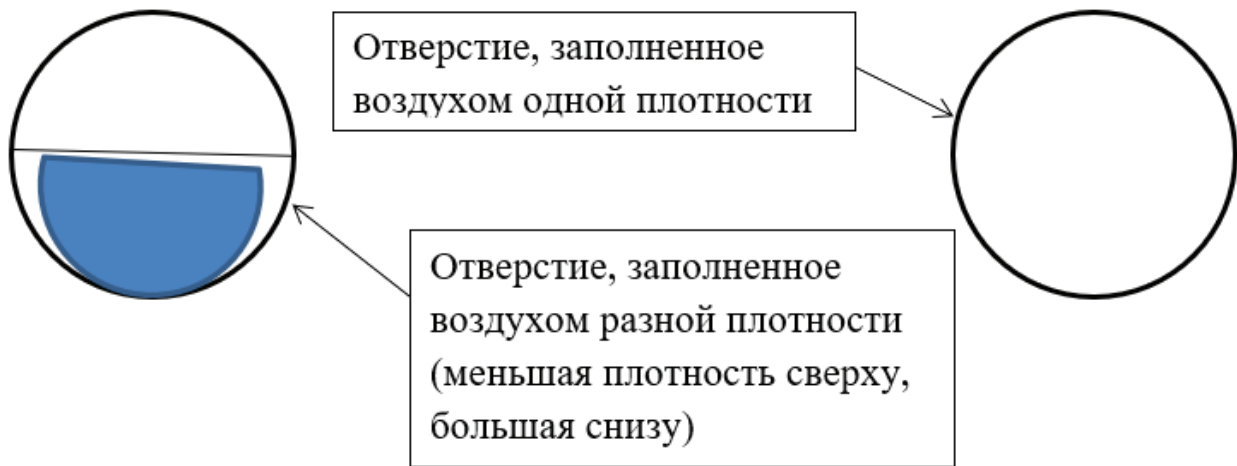 Отверстие, заполненное
воздухом одной плотности
Отверстие, заполненное
воздухом разной плотности
(меньшая плотность сверху,
большая снизу)